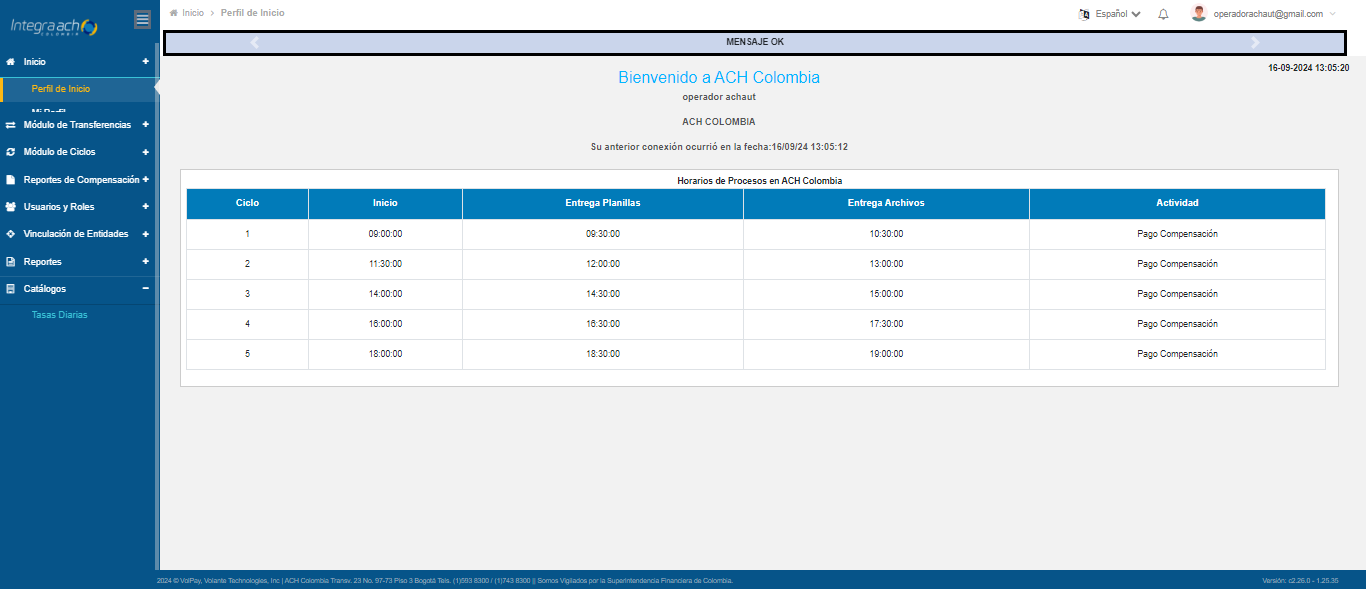 Integra ach
COLOMBIA
Inicio > Perfil de Inicio
Español
operadorachaut@gmail.com
MENSAJE OK
16-09-2024 13:05:20
Inicio +
Perfil de Inicio
Mi Perfil
Módulo de Transferencias +
Módulo de Ciclos +
Reportes de Compensación +
Usuarios y Roles +
Vinculación de Entidades +
Reportes +
Catálogos −
Tasas Diarias
Bienvenido a ACH Colombia
operador achaut
ACH COLOMBIA
Su anterior conexión ocurrió en la fecha:16/09/24 13:05:12
Horarios de Procesos en ACH Colombia
Ciclo Inicio Entrega Planillas Entrega Archivos Actividad
1 09:00:00 09:30:00 10:30:00 Pago Compensación
2 11:30:00 12:00:00 13:00:00 Pago Compensación
3 14:00:00 14:30:00 15:00:00 Pago Compensación
4 16:00:00 16:30:00 17:30:00 Pago Compensación
5 18:00:00 18:30:00 19:00:00 Pago Compensación
2024 © VolPay, Volante Technologies, Inc | ACH Colombia Transv. 23 No. 97-73 Piso 3 Bogotá Tels. (1)593 8300 / (1)743 8300 || Somos Vigilados por la Superintendencia Financiera de Colombia.
Versión: c2.26.0 - 1.25.35